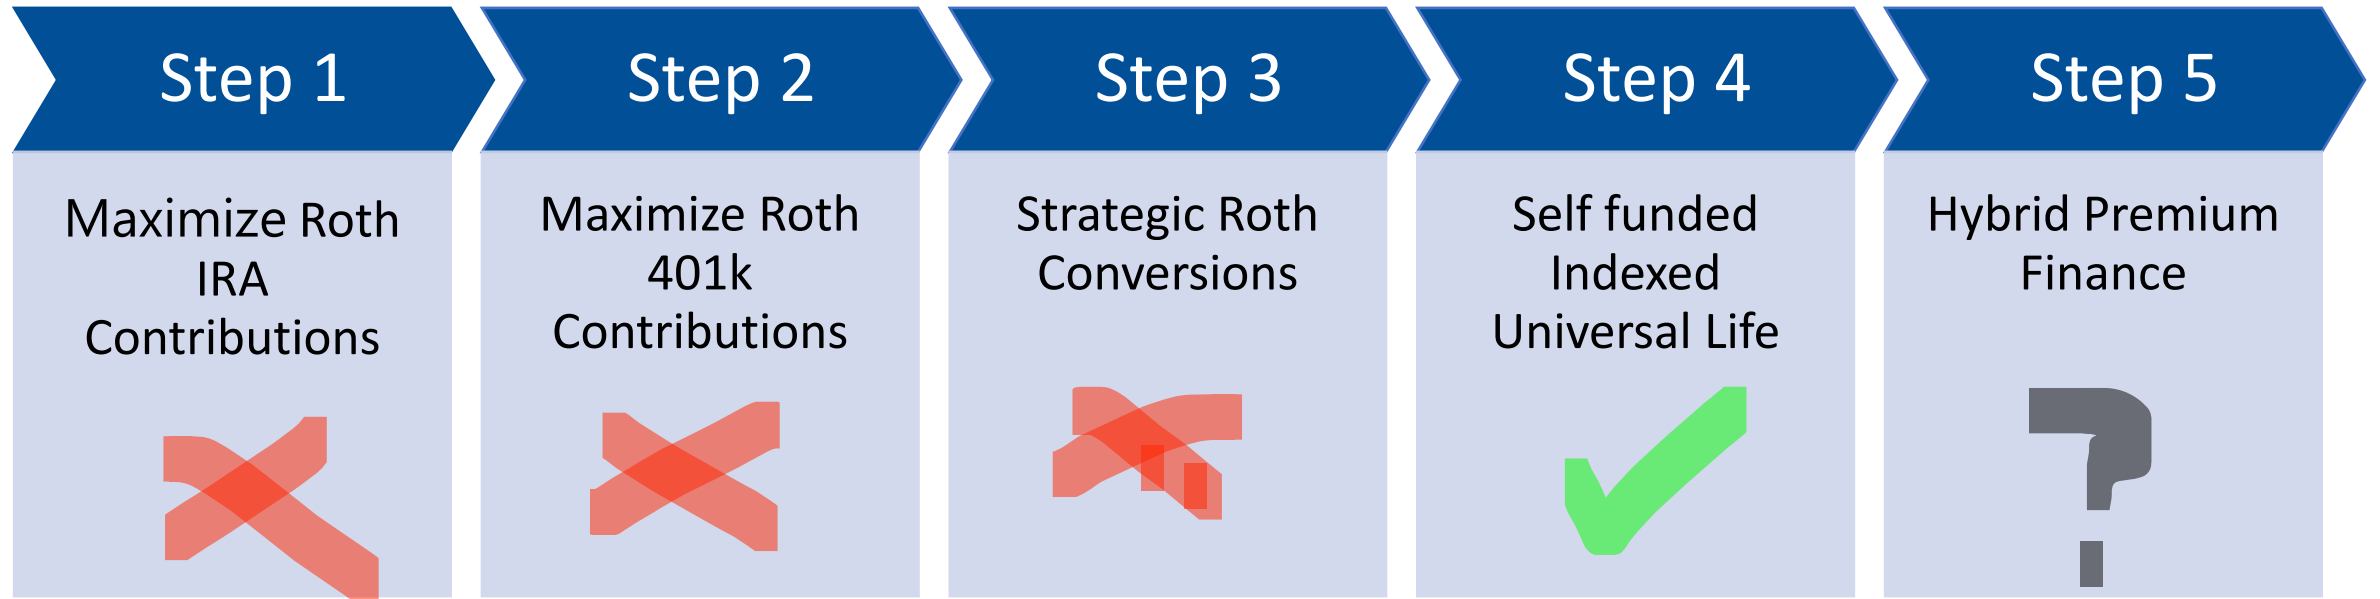 Step 1
Maximize Roth
IRA
Contributions
Step 2
Maximize Roth
401k
Contributions
Step 3
Strategic Roth
Conversions
Step 4
Self funded
Indexed
Universal Life
Step 5
Hybrid Premium
Finance
?